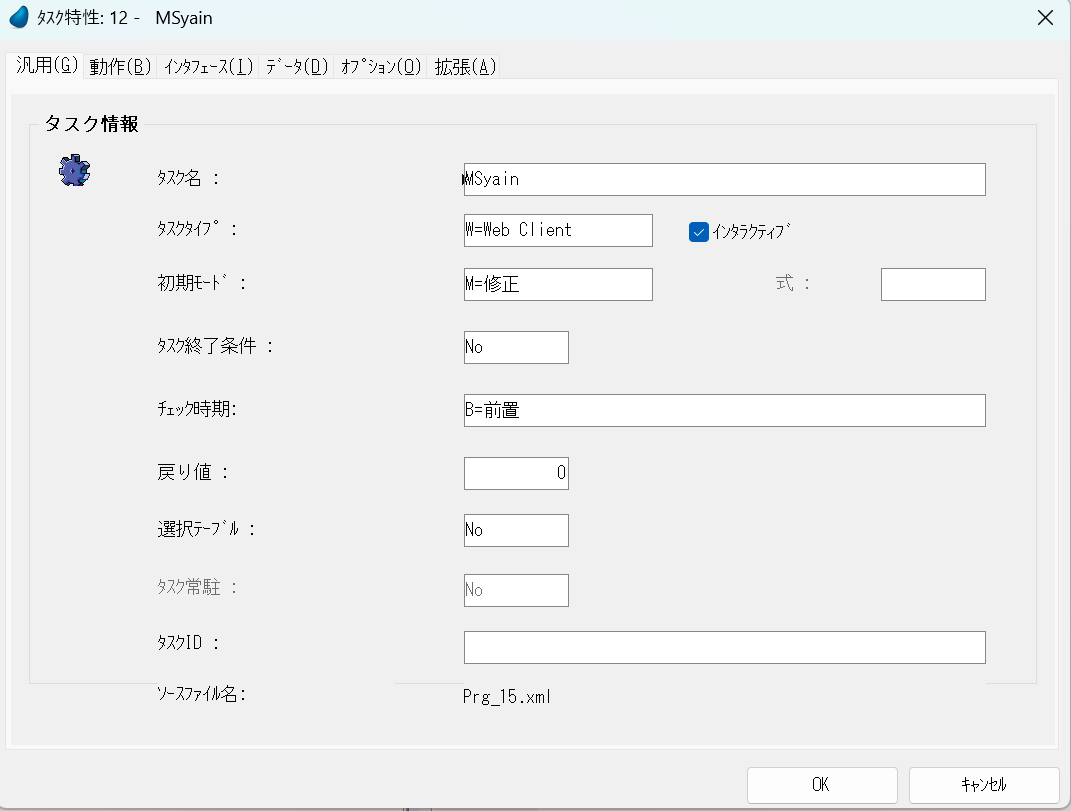 ﾀｽｸ特性: 12 -   MSyain
汎用(G) 動作(B) ｲﾝﾀﾌｪｰｽ(I) ﾃﾞｰﾀ(D) ｵﾌﾟｼｮﾝ(O) 拡張(A)
タスク情報
ﾀｽｸ名 : MSyain
ﾀｽｸﾀｲﾌﾟ : W=Web Client ｲﾝﾀﾗｸﾃｨﾌﾞ
初期ﾓｰﾄﾞ : M=修正 式 :
ﾀｽｸ終了条件 : No
ﾁｪｯｸ時期: B=前置
戻り値 : 0
選択ﾃｰﾌﾞﾙ : No
ﾀｽｸ常駐 : No
ﾀｽｸID :
ｿｰｽﾌｧｲﾙ名: Prg_15.xml
OK ｷｬﾝｾﾙ